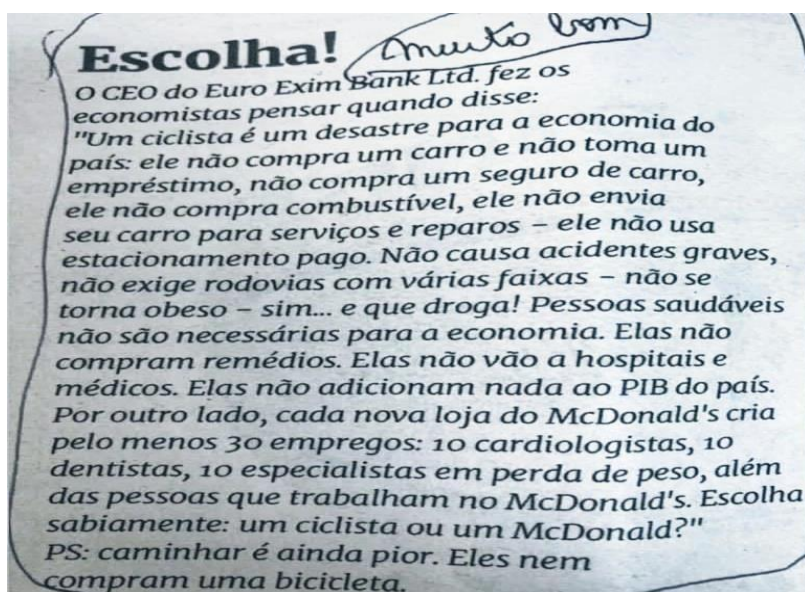 Escolha! muito bom
O CEO do Euro Exim Bank Ltd. fez os
economistas pensar quando disse:
"Um ciclista é um desastre para a economia do
país: ele não compra um carro e não toma um
empréstimo, não compra um seguro de carro,
ele não compra combustível, ele não envia
seu carro para serviços e reparos – ele não usa
estacionamento pago. Não causa acidentes graves,
não exige rodovias com várias faixas – não se
torna obeso – sim... e que droga! Pessoas saudáveis
não são necessárias para a economia. Elas não
compram remédios. Elas não vão a hospitais e
médicos. Elas não adicionam nada ao PIB do país.
Por outro lado, cada nova loja do McDonald's cria
pelo menos 30 empregos: 10 cardiologistas, 10
dentistas, 10 especialistas em perda de peso, além
das pessoas que trabalham no McDonald's. Escolha
sabiamente: um ciclista ou um McDonald?"
PS: caminhar é ainda pior. Eles nem
compram uma bicicleta.